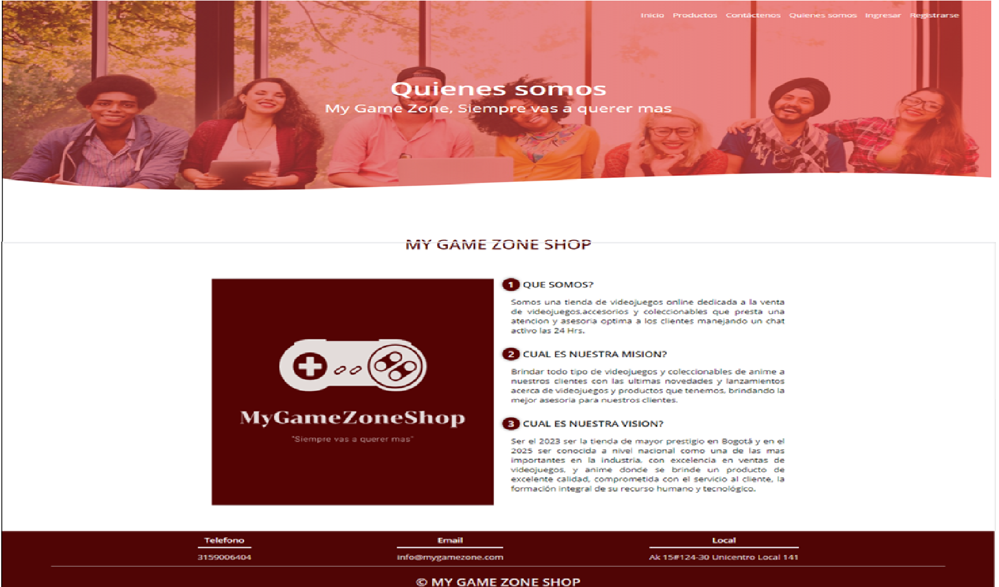 Inicio Productos Contáctenos Quienes somos Ingresar Registrarse
Quienes somos
My Game Zone, Siempre vas a querer mas
MY GAME ZONE SHOP
MyGameZoneShop
"Siempre vas a querer mas"
1 QUE SOMOS?
Somos una tienda de videojuegos online dedicada a la venta
de videojuegos,accesorios y coleccionables que presta una
atencion y asesoria optima a los clientes manejando un chat
activo las 24 Hrs.
2 CUAL ES NUESTRA MISION?
Brindar todo tipo de videojuegos y coleccionables de anime a
nuestros clientes con las ultimas novedades y lanzamientos
acerca de videojuegos y productos que tenemos, brindando la
mejor asesoria para nuestros clientes.
3 CUAL ES NUESTRA VISION?
Ser el 2023 ser la tienda de mayor prestigio en Bogotá y en el
2025 ser conocida a nivel nacional como una de las mas
importantes en la industria, con excelencia en ventas de
videojuegos, y anime donde se brinde un producto de
excelente calidad, comprometida con el servicio al cliente, la
formación integral de su recurso humano y tecnológico.
Telefono
3159006404
Email
info@mygamezone.com
Local
Ak 15#124-30 Unicentro Local 141
© MY GAME ZONE SHOP